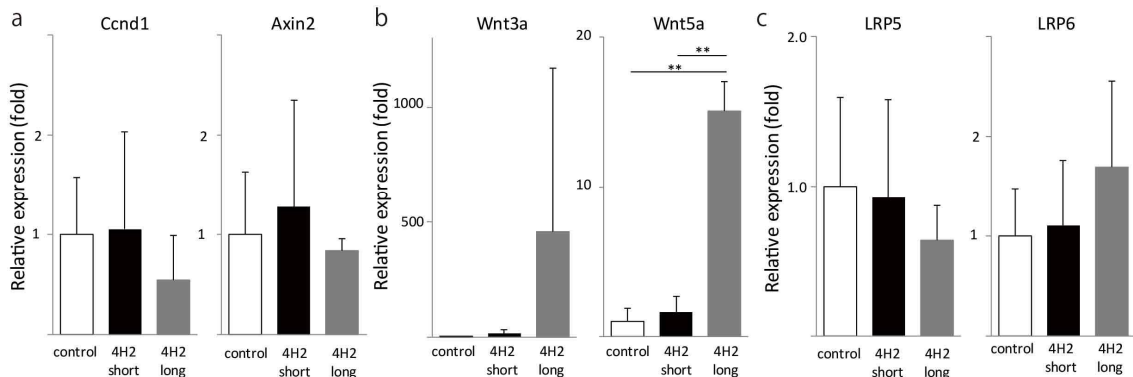 a
Ccnd1
Axin2
Relative expression (fold)
2
1
control
4H2
short
4H2
long
2
1
control
4H2
short
4H2
long
b
Wnt3a
Wnt5a
Relative expression (fold)
1000
500
control
4H2
short
4H2
long
20
10
**
**
control
4H2
short
4H2
long
c
LRP5
LRP6
Relative expression (fold)
2.0
1.0
control
4H2
short
4H2
long
2
1
control
4H2
short
4H2
long